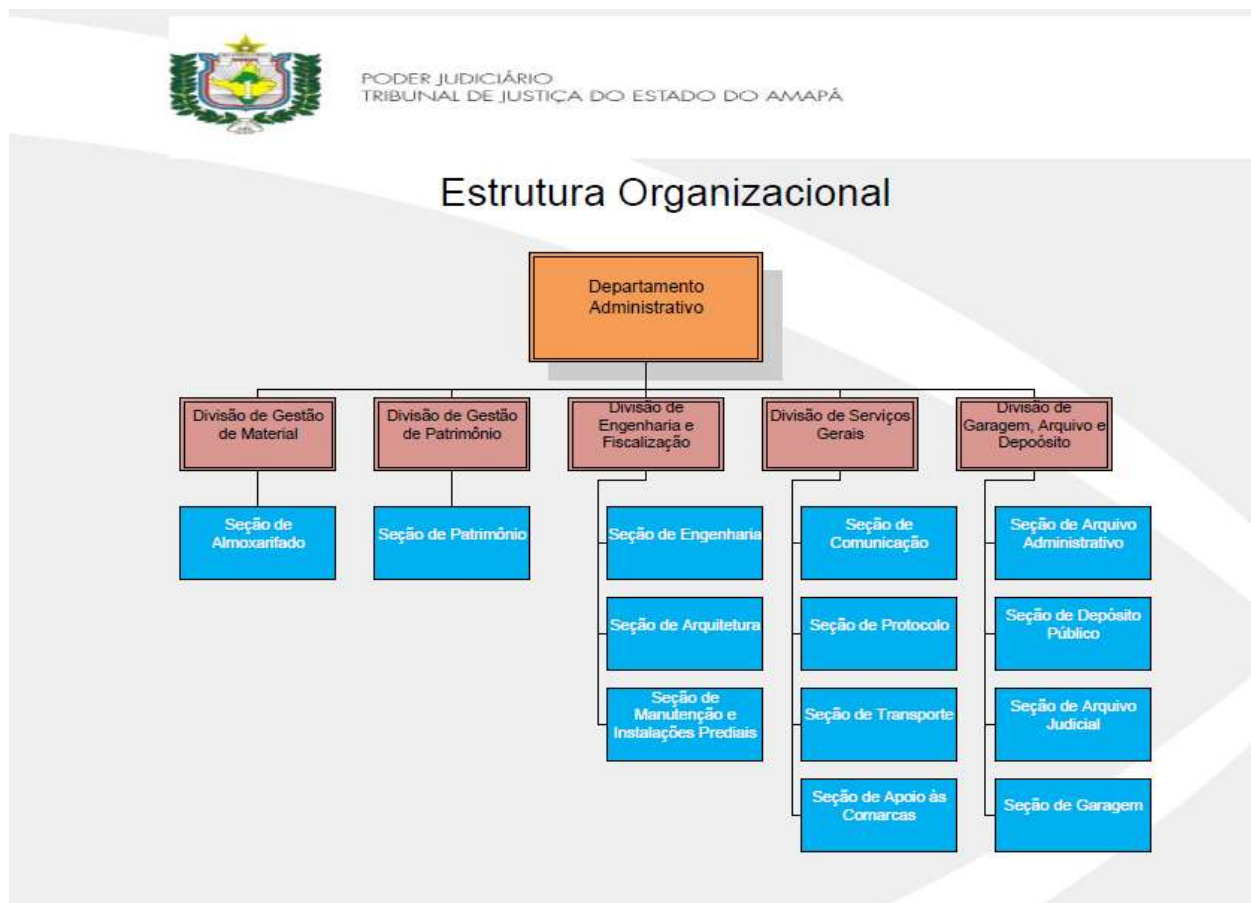 PODER JUDICIÁRIO
TRIBUNAL DE JUSTIÇA DO ESTADO DO AMAPÁ
Estrutura Organizacional
Departamento
Administrativo
Divisão de Gestão
de Material
Divisão de Gestão
de Patrimônio
Divisão de
Engenharia e
Fiscalização
Divisão de Serviços
Gerais
Divisão de
Garagem, Arquivo e
Depoósito
Seção de
Almoxarifado
Seção de Patrimônio
Seção de Engenharia
Seção de
Comunicação
Seção de Arquivo
Administrativo
Seção de Arquitetura
Seção de Protocolo
Seção de Depósito
Público
Seção de
Manutenção e
Instalações Prediais
Seção de Transporte
Seção de Arquivo
Judicial
Seção de Apoio às
Comarcas
Seção de Garagem